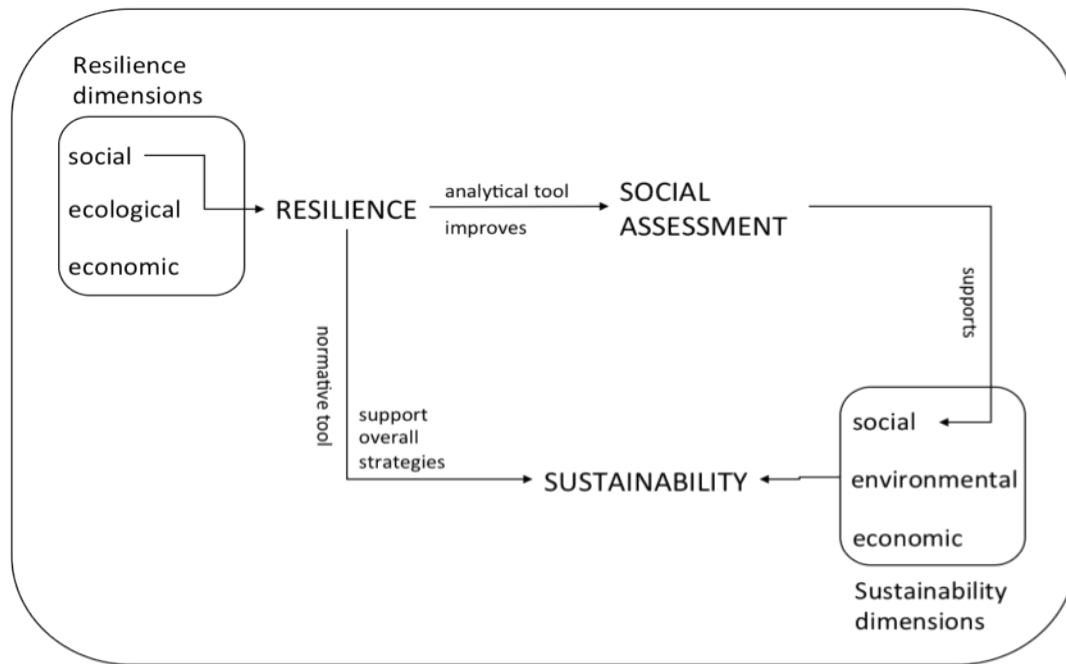 Resilience
dimensions
social
ecological
economic
RESILIENCE
analytical tool
improves
SOCIAL
ASSESSMENT
supports
normative tool
support
overall
strategies
SUSTAINABILITY
social
environmental
economic
Sustainability
dimensions